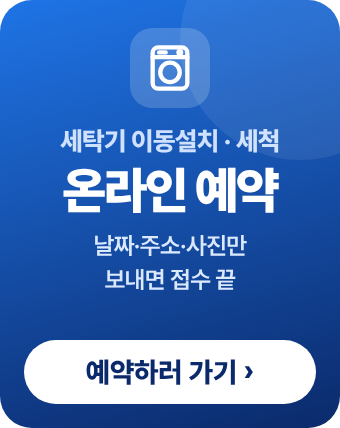 세탁기 이동설치 · 세척
온라인 예약
날짜·주소·사진만
보내면 접수 끝
예약하러 가기 ›